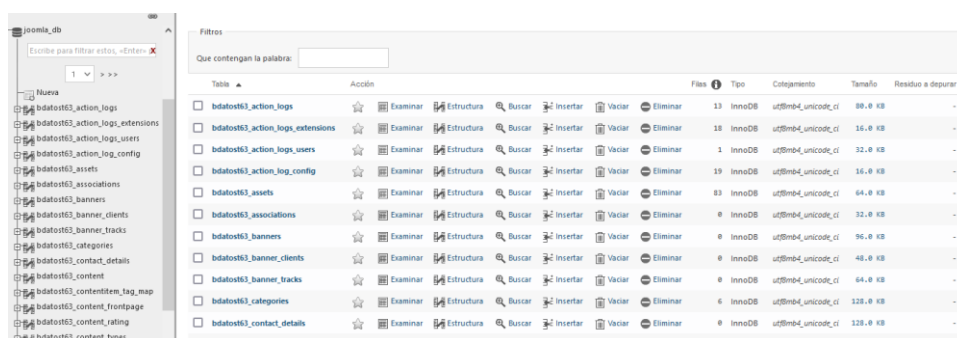 joomla_db
Escribe para filtrar estos, «Enter» X
1 > >>
Nueva
bdatost63_action_logs
bdatost63_action_logs_extensions
bdatost63_action_logs_users
bdatost63_action_log_config
bdatost63_assets
bdatost63_associations
bdatost63_banners
bdatost63_banner_clients
bdatost63_banner_tracks
bdatost63_categories
bdatost63_contact_details
bdatost63_content
bdatost63_contentitem_tag_map
bdatost63_content_frontpage
bdatost63_content_rating
bdatost63_content_types
Filtros
Que contengan la palabra:
Tabla Acción Filas Tipo Cotejamiento Tamaño Residuo a depurar
bdatost63_action_logs Examinar Estructura Buscar Insertar Vaciar Eliminar 13 InnoDB utf8mb4_unicode_ci 80.0 KB -
bdatost63_action_logs_extensions Examinar Estructura Buscar Insertar Vaciar Eliminar 18 InnoDB utf8mb4_unicode_ci 16.0 KB -
bdatost63_action_logs_users Examinar Estructura Buscar Insertar Vaciar Eliminar 1 InnoDB utf8mb4_unicode_ci 32.0 KB -
bdatost63_action_log_config Examinar Estructura Buscar Insertar Vaciar Eliminar 19 InnoDB utf8mb4_unicode_ci 16.0 KB -
bdatost63_assets Examinar Estructura Buscar Insertar Vaciar Eliminar 83 InnoDB utf8mb4_unicode_ci 64.0 KB -
bdatost63_associations Examinar Estructura Buscar Insertar Vaciar Eliminar 0 InnoDB utf8mb4_unicode_ci 32.0 KB -
bdatost63_banners Examinar Estructura Buscar Insertar Vaciar Eliminar 0 InnoDB utf8mb4_unicode_ci 96.0 KB -
bdatost63_banner_clients Examinar Estructura Buscar Insertar Vaciar Eliminar 0 InnoDB utf8mb4_unicode_ci 48.0 KB -
bdatost63_banner_tracks Examinar Estructura Buscar Insertar Vaciar Eliminar 0 InnoDB utf8mb4_unicode_ci 64.0 KB -
bdatost63_categories Examinar Estructura Buscar Insertar Vaciar Eliminar 6 InnoDB utf8mb4_unicode_ci 128.0 KB -
bdatost63_contact_details Examinar Estructura Buscar Insertar Vaciar Eliminar 0 InnoDB utf8mb4_unicode_ci 128.0 KB -